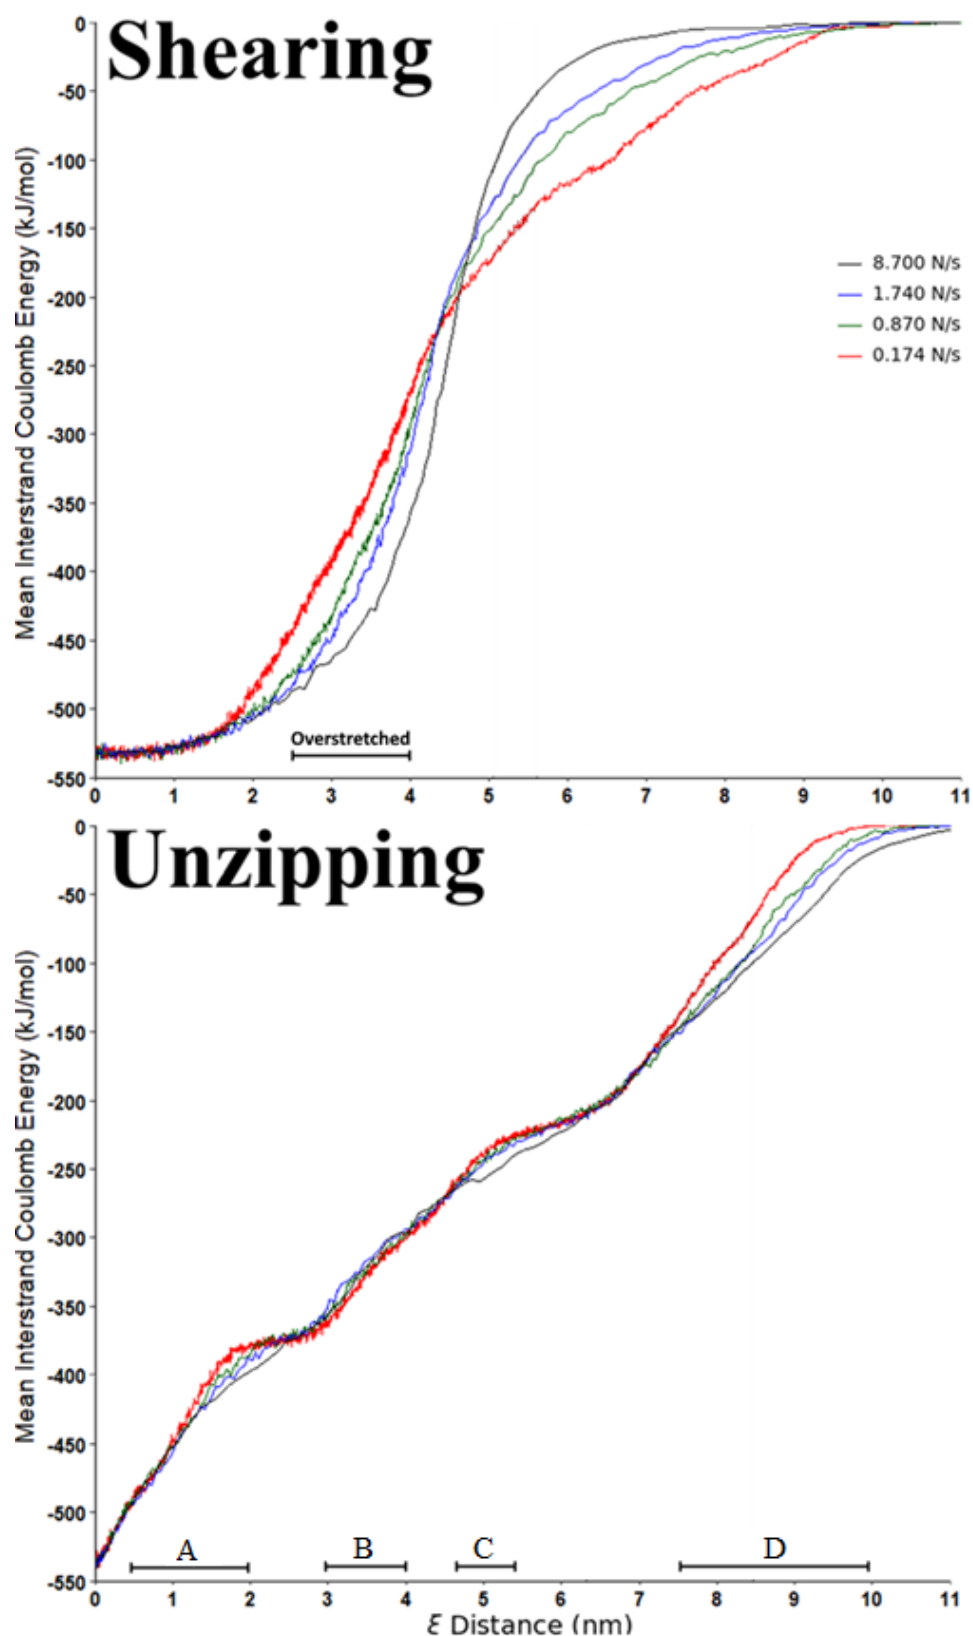 Shearing
Mean Interstrand Coulomb Energy (kJ/mol)
0
-50
-100
-150
-200
-250
-300
-350
-400
-450
-500
-550
8.700 N/s
1.740 N/s
0.870 N/s
0.174 N/s
Overstretched
0 1 2 3 4 5 6 7 8 9 10 11
Unzipping
Mean Interstrand Coulomb Energy (kJ/mol)
0
-50
-100
-150
-200
-250
-300
-350
-400
-450
-500
-550
A B C D
0 1 2 3 4 5 6 7 8 9 10 11
ξ Distance (nm)